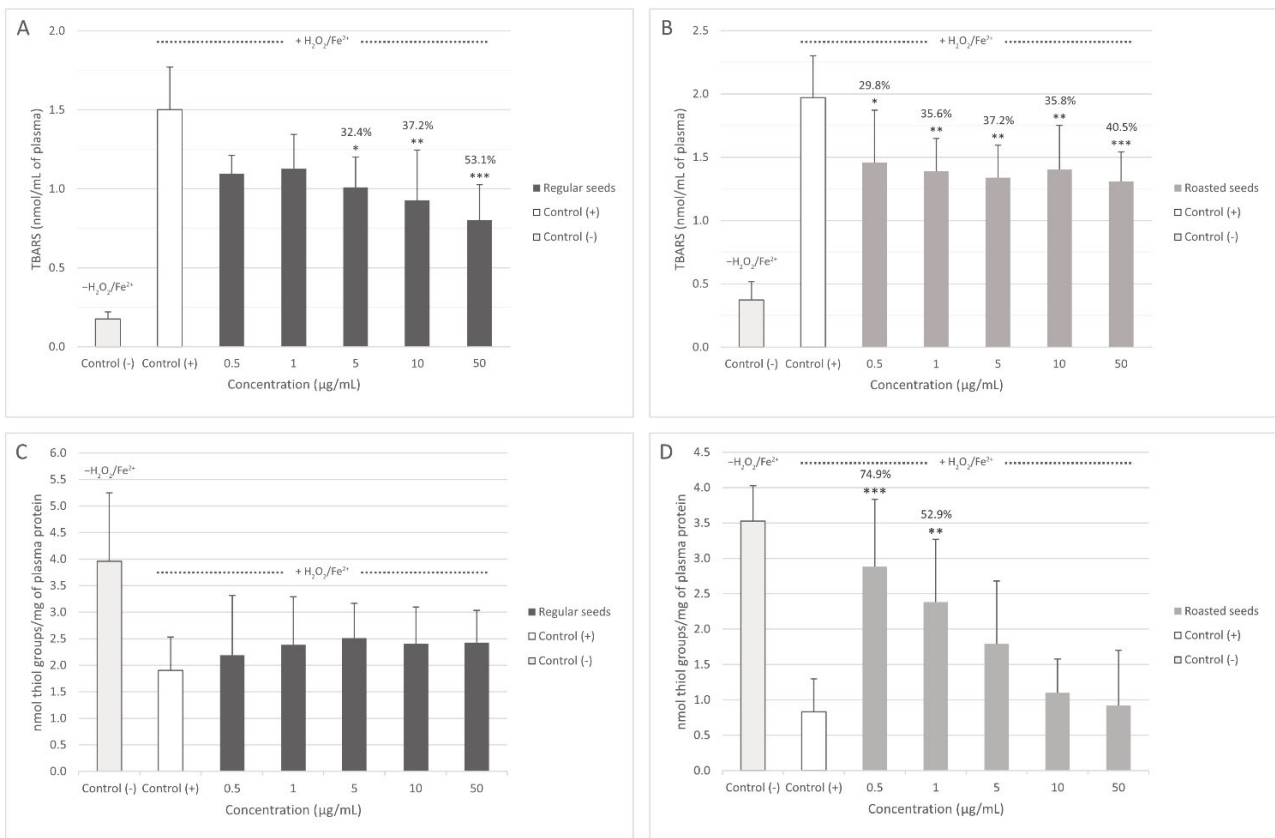 A
+ H₂O₂/Fe²⁺
2.0
1.5
1.0
0.5
0.0
TBARS (nmol/mL of plasma)
−H₂O₂/Fe²⁺
32.4%
*
37.2%
**
53.1%
***
Regular seeds
Control (+)
Control (-)
Control (-) Control (+) 0.5 1 5 10 50
Concentration (µg/mL)
B
+ H₂O₂/Fe²⁺
2.5
2.0
1.5
1.0
0.5
0.0
TBARS (nmol/mL of plasma)
−H₂O₂/Fe²⁺
29.8%
*
35.6%
**
37.2%
**
35.8%
**
40.5%
***
Roasted seeds
Control (+)
Control (-)
Control (-) Control (+) 0.5 1 5 10 50
Concentration (µg/mL)
C
−H₂O₂/Fe²⁺
+ H₂O₂/Fe²⁺
6.0
5.5
5.0
4.5
4.0
3.5
3.0
2.5
2.0
1.5
1.0
0.5
0.0
nmol thiol groups/mg of plasma protein
Regular seeds
Control (+)
Control (-)
Control (-) Control (+) 0.5 1 5 10 50
Concentration (µg/mL)
D
−H₂O₂/Fe²⁺
+ H₂O₂/Fe²⁺
4.5
4.0
3.5
3.0
2.5
2.0
1.5
1.0
0.5
0.0
nmol thiol groups/mg of plasma protein
74.9%
***
52.9%
**
Roasted seeds
Control (+)
Control (-)
Control (-) Control (+) 0.5 1 5 10 50
Concentration (µg/mL)